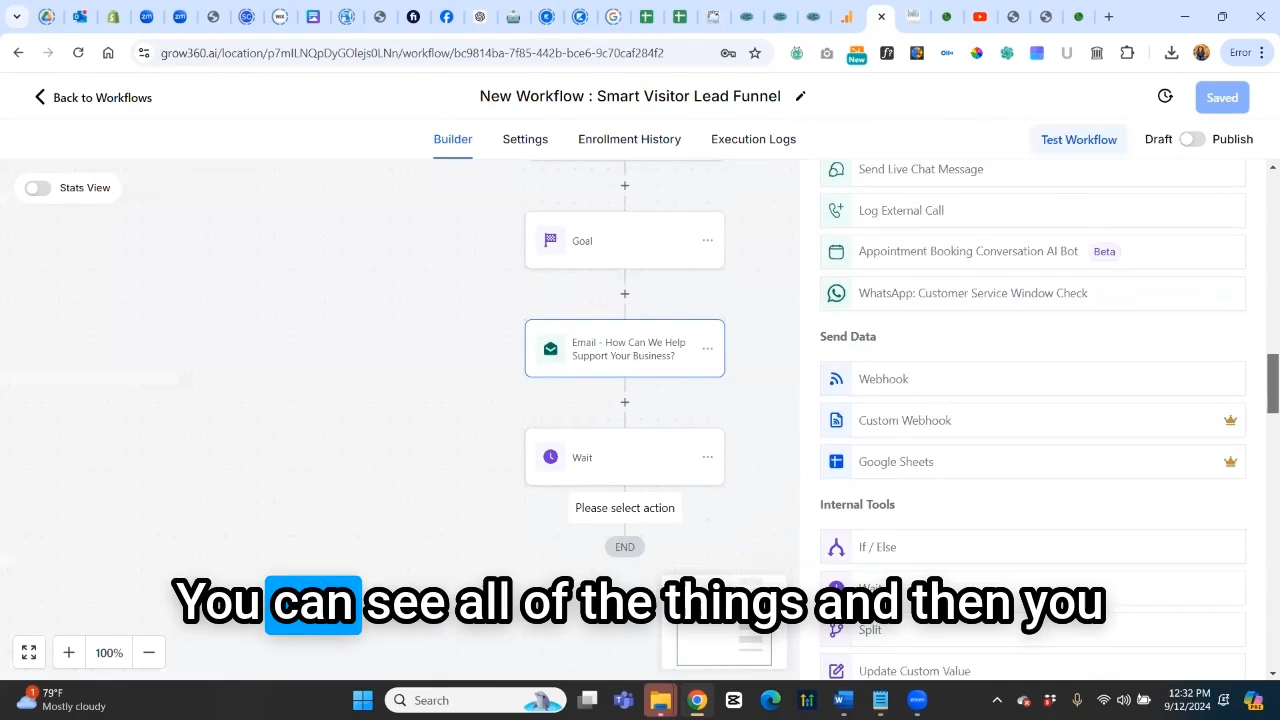 grow360.ai/location/p7mILNQpDyGOlejs0LNn/workflow/bc9814ba-7f85-442b-bce6-9c70caf284f2
New
Error
Back to Workflows
New Workflow : Smart Visitor Lead Funnel
Saved
Builder
Settings
Enrollment History
Execution Logs
Test Workflow
Draft
Publish
Stats View
Goal
Email - How Can We Help
Support Your Business?
Wait
Please select action
END
100%
Send Live Chat Message
Log External Call
Appointment Booking Conversation AI Bot
Beta
WhatsApp: Customer Service Window Check
Send Data
Webhook
Custom Webhook
Google Sheets
Internal Tools
If / Else
Split
Update Custom Value
You can see all of the things and then you
1
79°F
Mostly cloudy
Search
12:32 PM
9/12/2024